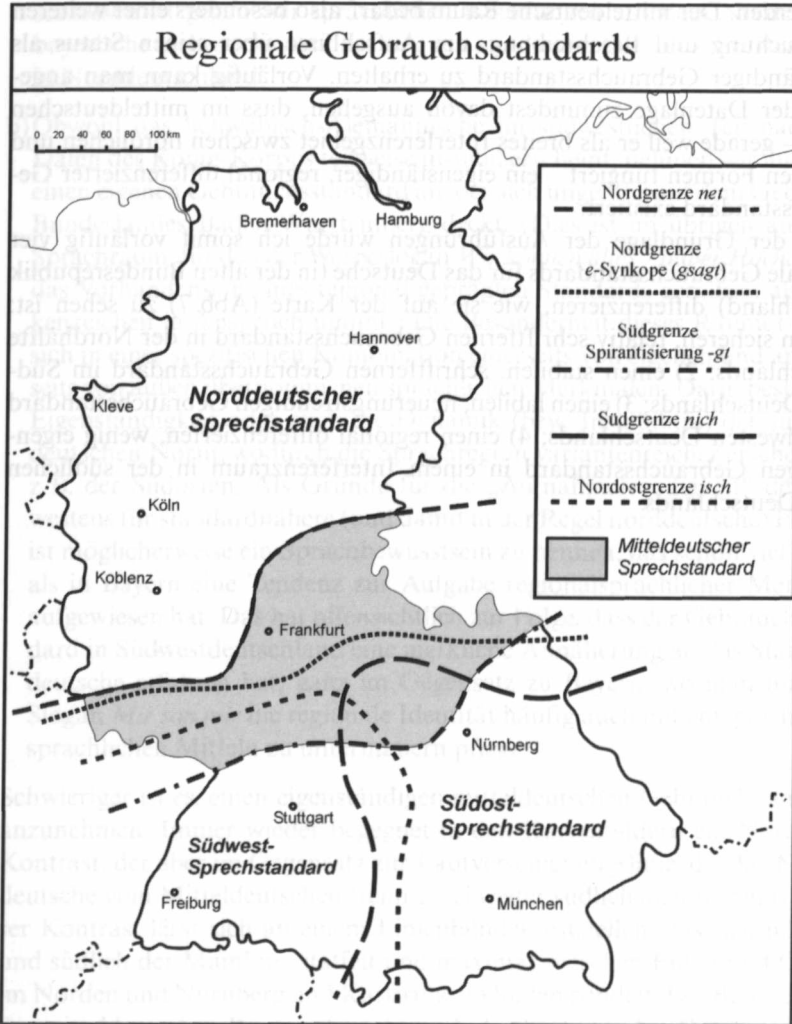 Regionale Gebrauchsstandards
0 20 40 60 80 100 km
Bremerhaven
Hamburg
Nordgrenze net
Nordgrenze
e-Synkope (gsagt)
Südgrenze
Spirantisierung -gt
Südgrenze nich
Nordostgrenze isch
Mitteldeutscher
Sprechstandard
Hannover
Kleve
Norddeutscher
Sprechstandard
Köln
Koblenz
Frankfurt
Nürnberg
Stuttgart
Südost-
Sprechstandard
Südwest-
Sprechstandard
Freiburg
München